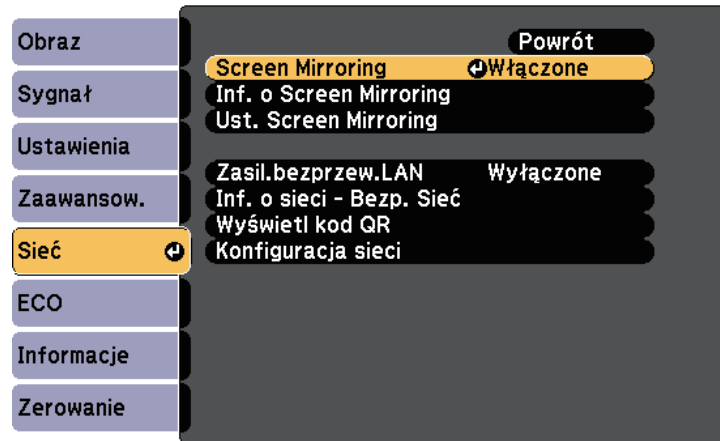 Obraz
Sygnał
Ustawienia
Zaawansow.
Sieć
ECO
Informacje
Zerowanie
Powrót
Screen Mirroring Włączone
Inf. o Screen Mirroring
Ust. Screen Mirroring
Zasil.bezprzew.LAN Wyłączone
Inf. o sieci - Bezp. Sieć
Wyświetl kod QR
Konfiguracja sieci